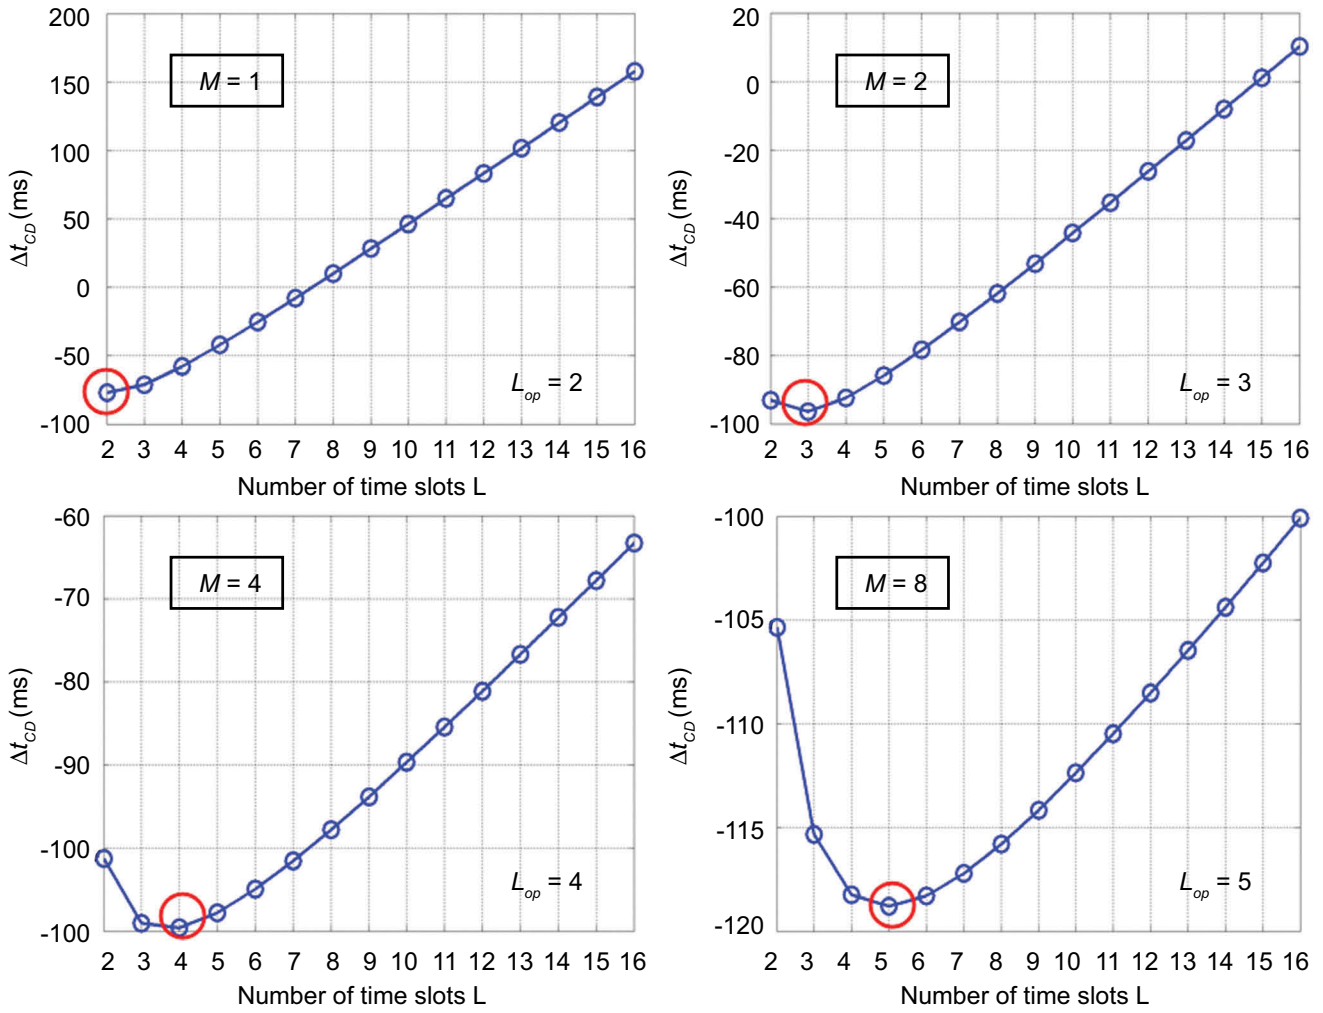 200
150
100
50
0
-50
-100
M = 1
L_op = 2
Δt_CD (ms)
2 3 4 5 6 7 8 9 10 11 12 13 14 15 16
Number of time slots L
20
0
-20
-40
-60
-80
-100
M = 2
L_op = 3
Δt_CD (ms)
2 3 4 5 6 7 8 9 10 11 12 13 14 15 16
Number of time slots L
-60
-70
-80
-90
-100
-100
M = 4
L_op = 4
Δt_CD (ms)
2 3 4 5 6 7 8 9 10 11 12 13 14 15 16
Number of time slots L
-100
-105
-110
-115
-120
M = 8
L_op = 5
Δt_CD (ms)
2 3 4 5 6 7 8 9 10 11 12 13 14 15 16
Number of time slots L